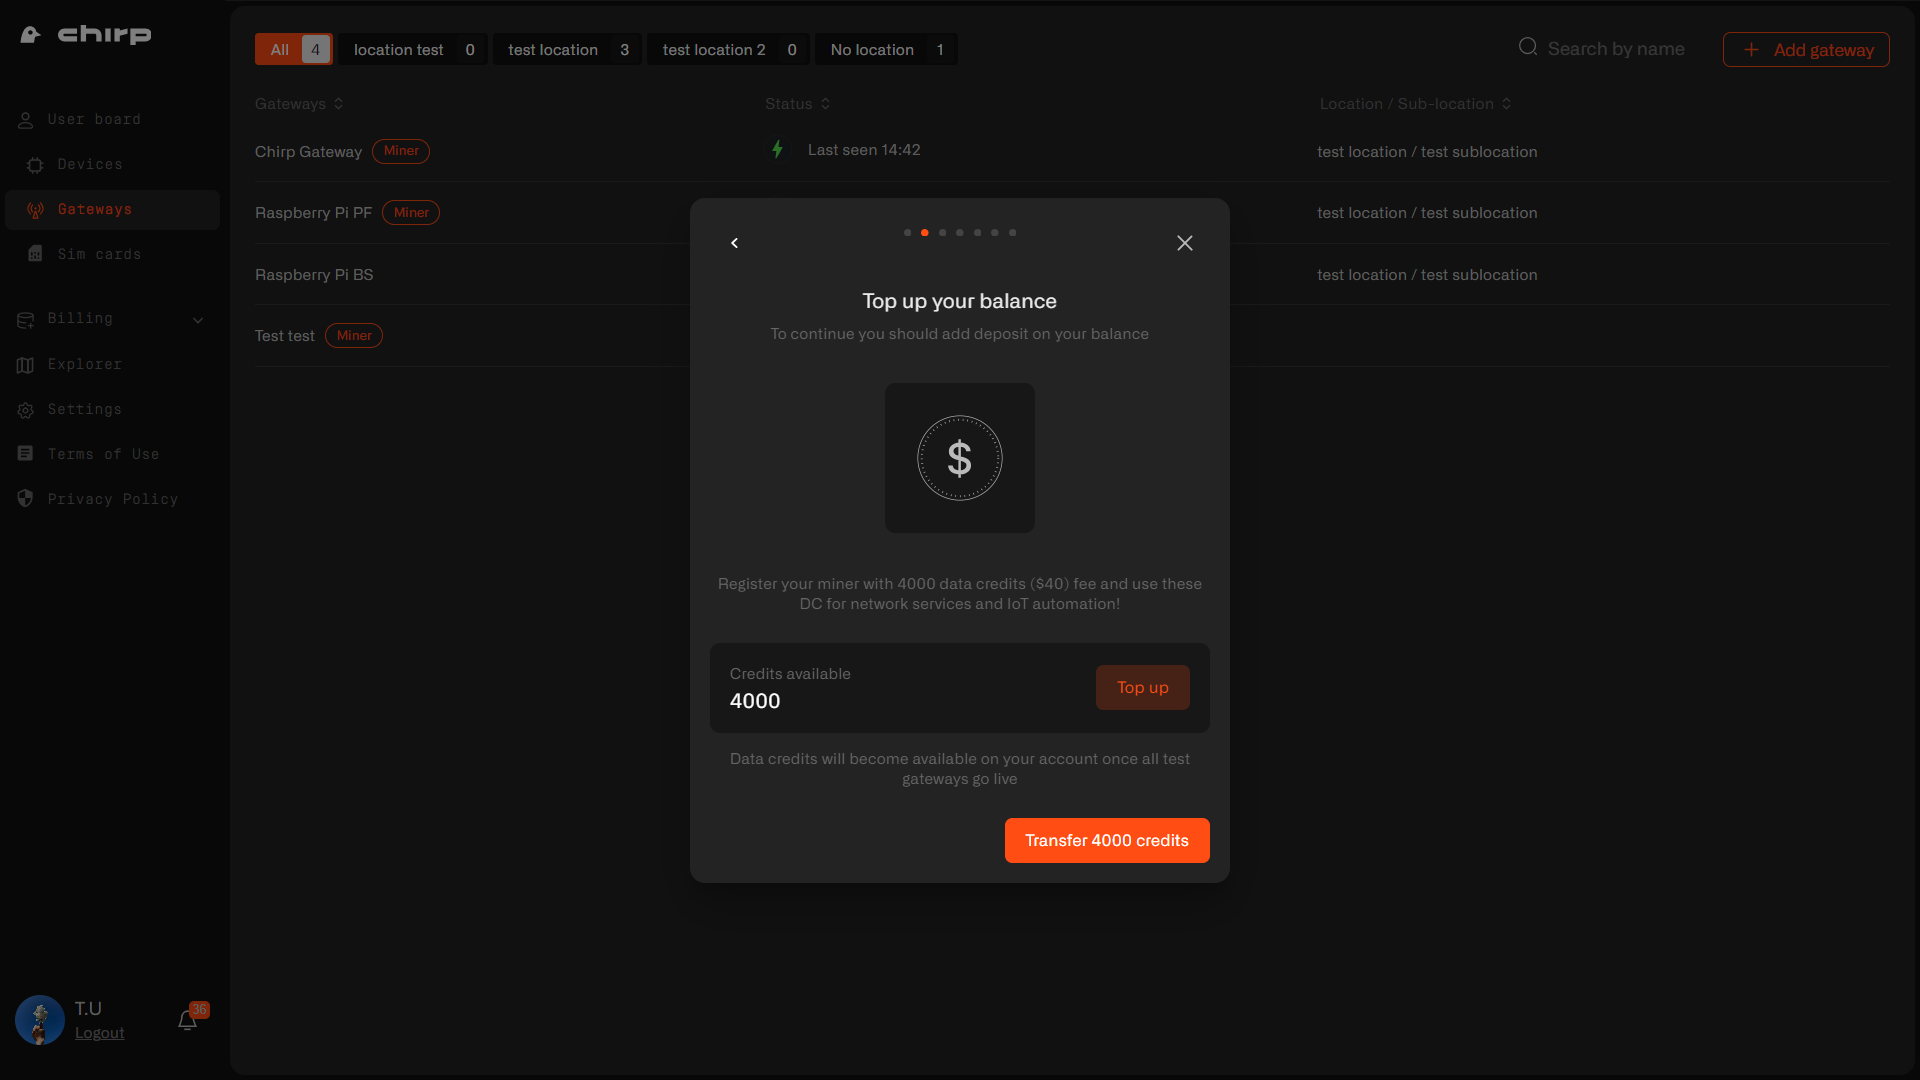 chirp
User board
Devices
Gateways
Sim cards
Billing
Explorer
Settings
Terms of Use
Privacy Policy
T.U
Logout
36
All 4
location test 0
test location 3
test location 2 0
No location 1
Search by name
+ Add gateway
Gateways
Status
Location / Sub-location
Chirp Gateway Miner
Last seen 14:42
test location / test sublocation
Raspberry Pi PF Miner
test location / test sublocation
Raspberry Pi BS
test location / test sublocation
Test test Miner
Top up your balance
To continue you should add deposit on your balance
$
Register your miner with 4000 data credits ($40) fee and use these
DC for network services and IoT automation!
Credits available
4000
Top up
Data credits will become available on your account once all test
gateways go live
Transfer 4000 credits